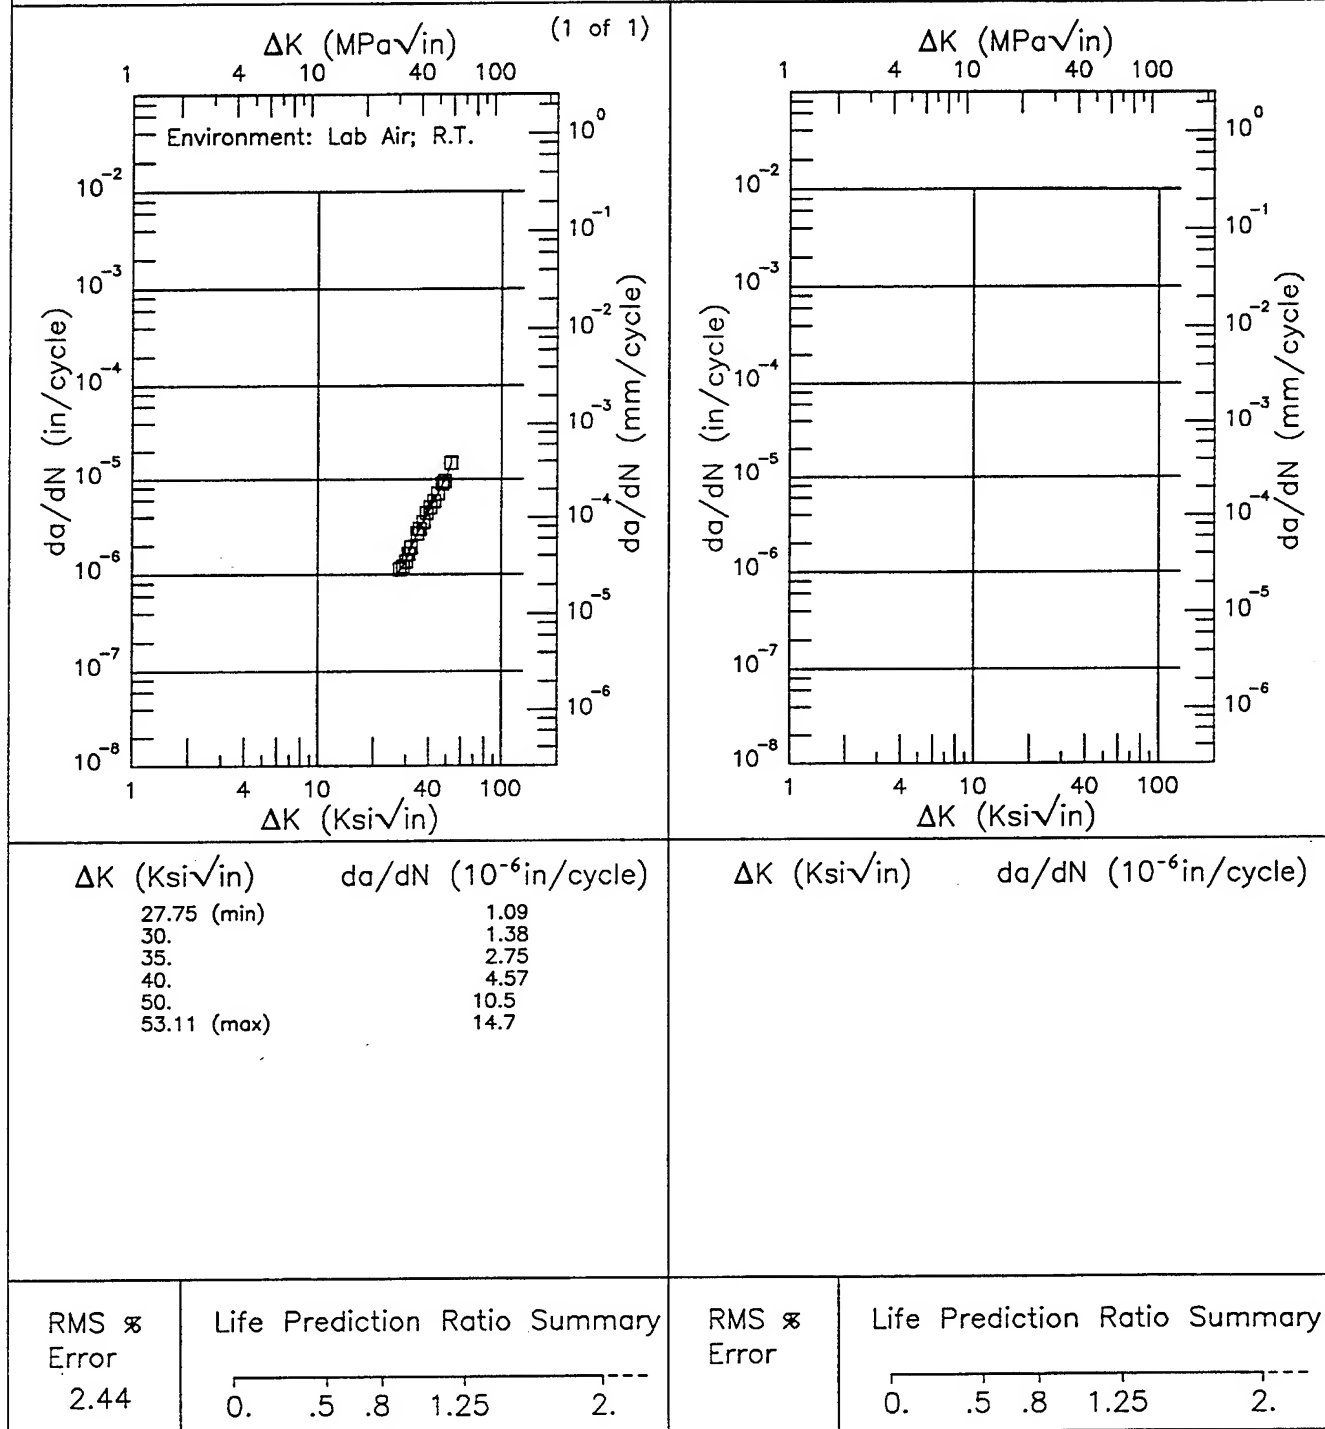 (1 of 1)
ΔK (MPa√in)
1 4 10 40 100
Environment: Lab Air; R.T.
da/dN (in/cycle)
10⁻²
10⁻³
10⁻⁴
10⁻⁵
10⁻⁶
10⁻⁷
10⁻⁸
da/dN (mm/cycle)
10⁰
10⁻¹
10⁻²
10⁻³
10⁻⁴
10⁻⁵
10⁻⁶
1 4 10 40 100
ΔK (Ksi√in)
ΔK (MPa√in)
1 4 10 40 100
da/dN (in/cycle)
10⁻²
10⁻³
10⁻⁴
10⁻⁵
10⁻⁶
10⁻⁷
10⁻⁸
da/dN (mm/cycle)
10⁰
10⁻¹
10⁻²
10⁻³
10⁻⁴
10⁻⁵
10⁻⁶
1 4 10 40 100
ΔK (Ksi√in)
ΔK (Ksi√in) da/dN (10⁻⁶in/cycle)
27.75 (min) 1.09
30. 1.38
35. 2.75
40. 4.57
50. 10.5
53.11 (max) 14.7
ΔK (Ksi√in) da/dN (10⁻⁶in/cycle)
RMS %
Error
2.44
Life Prediction Ratio Summary
0. .5 .8 1.25 2.
RMS %
Error
Life Prediction Ratio Summary
0. .5 .8 1.25 2.